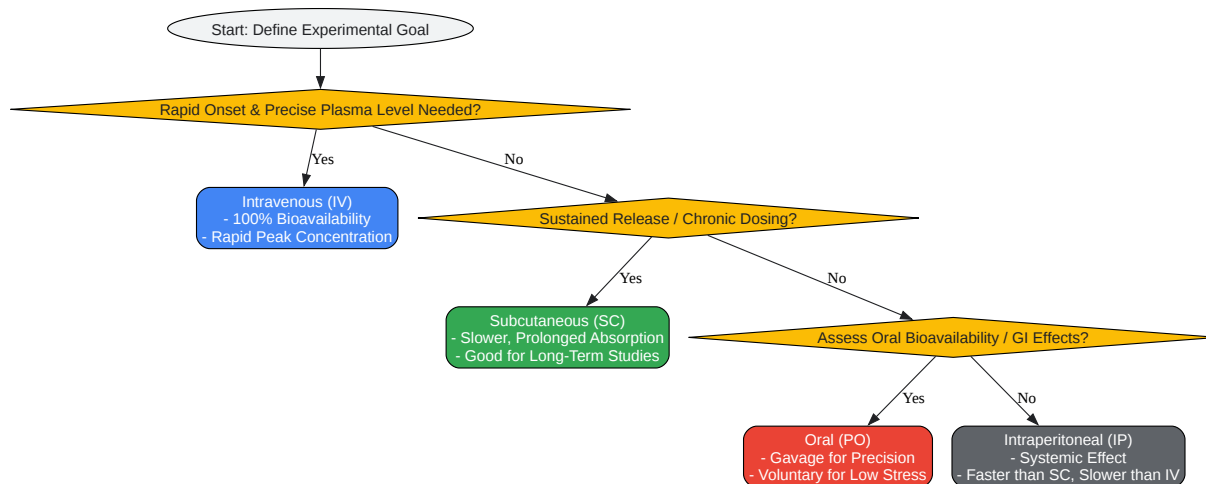 Start: Define Experimental Goal
Rapid Onset & Precise Plasma Level Needed?
Yes
No
Intravenous (IV)
- 100% Bioavailability
- Rapid Peak Concentration
Sustained Release / Chronic Dosing?
Yes
No
Subcutaneous (SC)
- Slower, Prolonged Absorption
- Good for Long-Term Studies
Assess Oral Bioavailability / GI Effects?
Yes
No
Oral (PO)
- Gavage for Precision
- Voluntary for Low Stress
Intraperitoneal (IP)
- Systemic Effect
- Faster than SC, Slower than IV